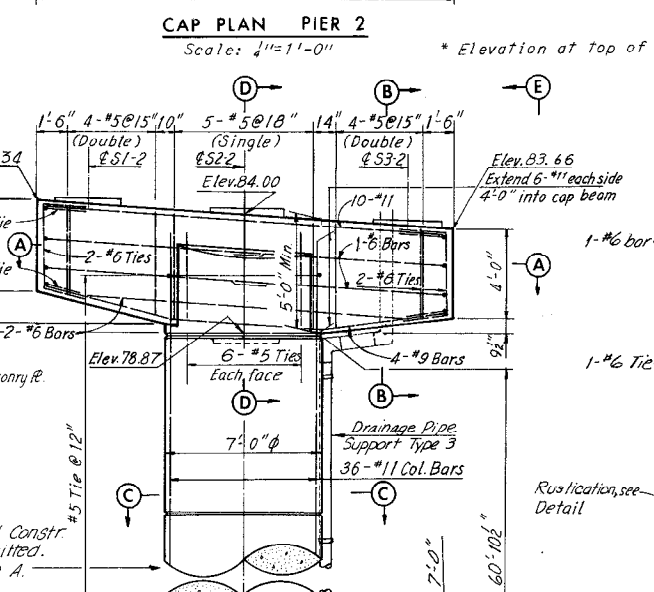 CAP PLAN PIER 2
Scale: 1/4"=1'-0"
* Elevation at top of
D
B
E
1'-6" 4-#5@15" 10" 5-#5@18" 14" 4-#5@15" 1'-6"
(Double) (Single) (Double)
℄S1-2 ℄S2-2 ℄S3-2
34
Elev.84.00
Elev.83.66
Extend 6-#11 each side
4'-0" into cap beam
10-#11
A
1-#6 Bars
2-#6 Ties
2-#6 Ties
5'-0" Min.
4'-0"
A
1-#6 bar
-2-#6 Bars
Elev.78.87
6-#5 Ties
Each face
4-#9 Bars
9 1/2"
1-#6 Tie
D
B
Drainage Pipe
Support Type 3
7'-0"Φ
36-#11 Col. Bars
#5 Tie @ 12"
C
C
Rustication, see
Detail
Constr.
A.
7'-0"
60'-10 1/2"